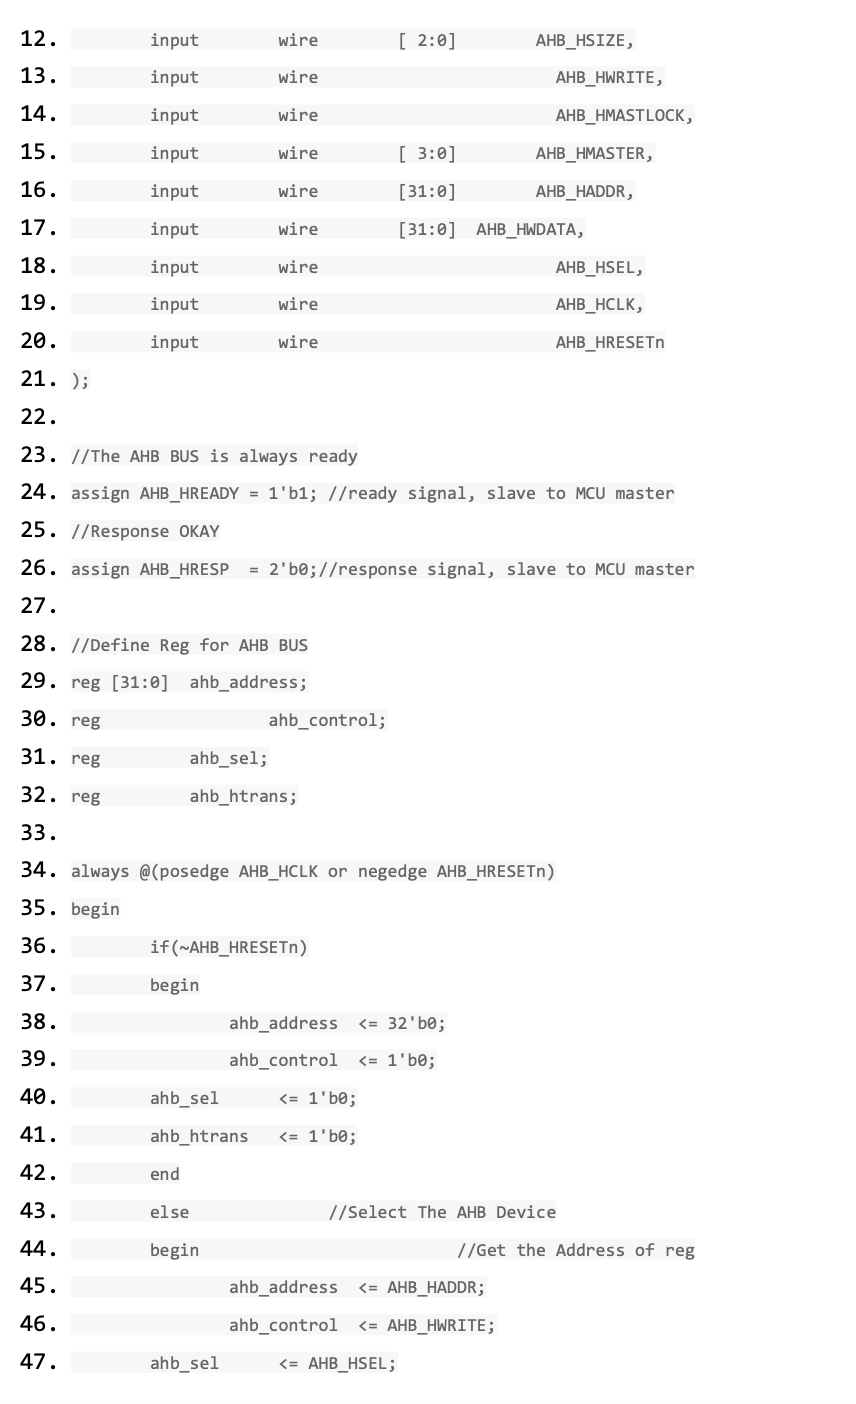 12. input wire [ 2:0] AHB_HSIZE,
13. input wire AHB_HWRITE,
14. input wire AHB_HMASTLOCK,
15. input wire [ 3:0] AHB_HMASTER,
16. input wire [31:0] AHB_HADDR,
17. input wire [31:0] AHB_HWDATA,
18. input wire AHB_HSEL,
19. input wire AHB_HCLK,
20. input wire AHB_HRESETn
21. );
22.
23. //The AHB BUS is always ready
24. assign AHB_HREADY = 1'b1; //ready signal, slave to MCU master
25. //Response OKAY
26. assign AHB_HRESP  = 2'b0;//response signal, slave to MCU master
27.
28. //Define Reg for AHB BUS
29. reg [31:0]  ahb_address;
30. reg ahb_control;
31. reg ahb_sel;
32. reg ahb_htrans;
33.
34. always @(posedge AHB_HCLK or negedge AHB_HRESETn)
35. begin
36. if(~AHB_HRESETn)
37. begin
38. ahb_address  <= 32'b0;
39. ahb_control  <= 1'b0;
40. ahb_sel      <= 1'b0;
41. ahb_htrans   <= 1'b0;
42. end
43. else //Select The AHB Device
44. begin //Get the Address of reg
45. ahb_address  <= AHB_HADDR;
46. ahb_control  <= AHB_HWRITE;
47. ahb_sel      <= AHB_HSEL;